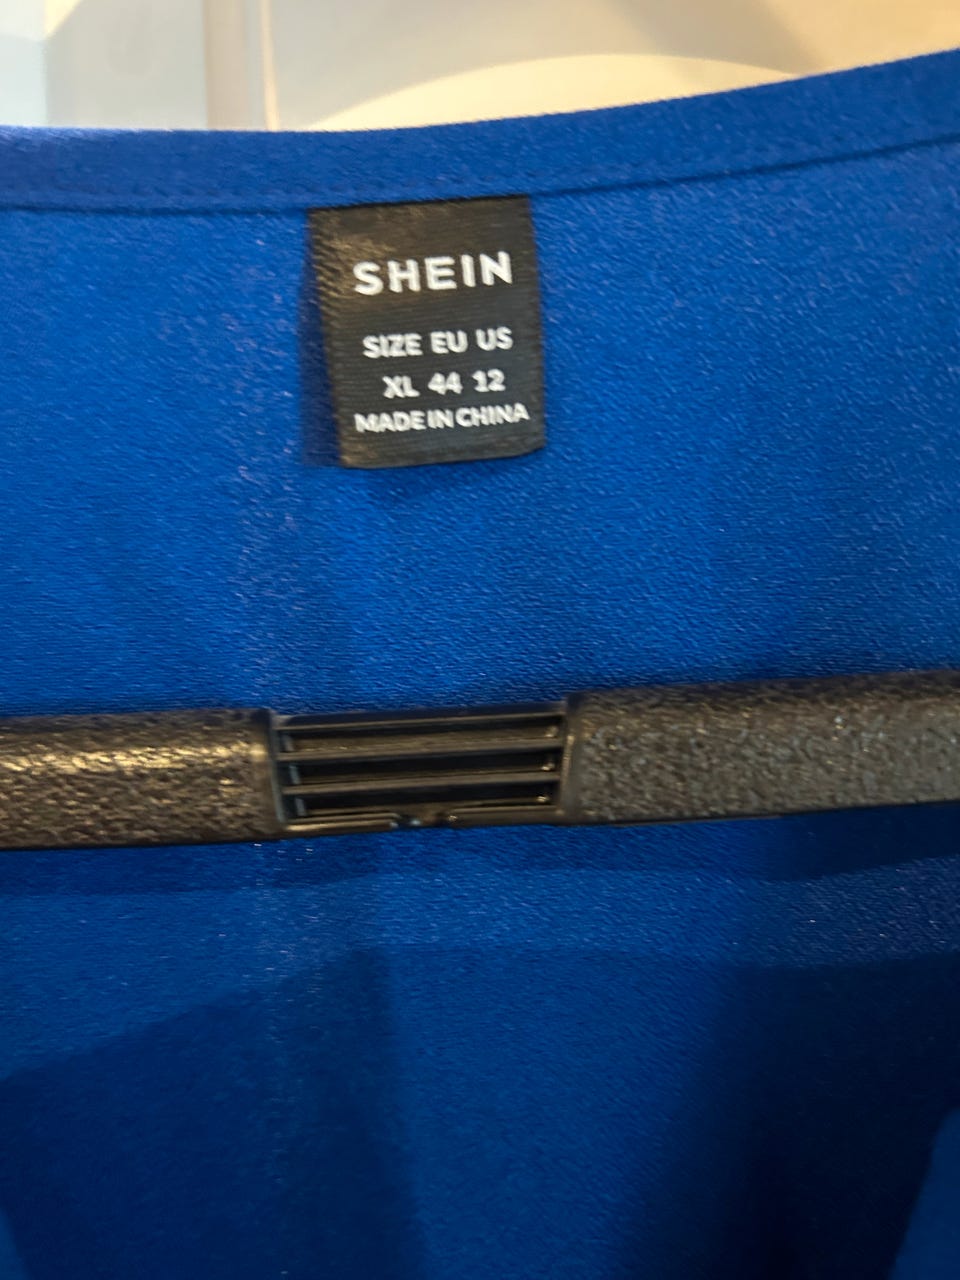 SHEIN
SIZE EU US
XL 44 12
MADE IN CHINA